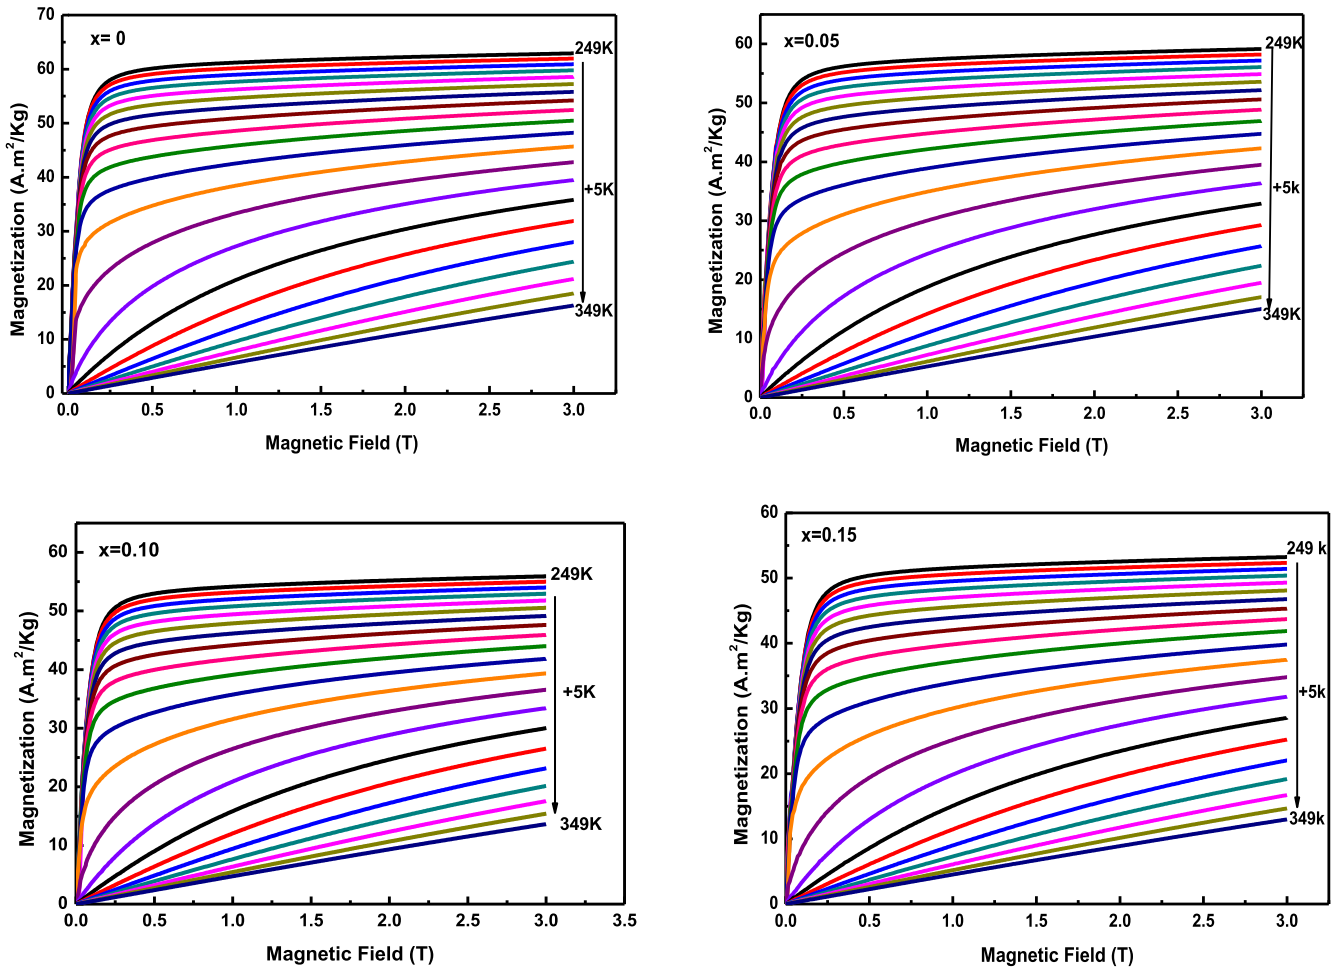 x= 0
249K
+5K
349K
70
60
50
40
30
20
10
0
0.0 0.5 1.0 1.5 2.0 2.5 3.0
Magnetization (A.m²/Kg)
Magnetic Field (T)
x=0.05
249K
+5k
349K
60
50
40
30
20
10
0
0.0 0.5 1.0 1.5 2.0 2.5 3.0
Magnetization (A.m²/Kg)
Magnetic Field (T)
x=0.10
249K
+5K
349K
60
50
40
30
20
10
0
0.0 0.5 1.0 1.5 2.0 2.5 3.0 3.5
Magnetization (A.m²/Kg)
Magnetic Field (T)
x=0.15
249 k
+5k
349k
60
50
40
30
20
10
0
0.0 0.5 1.0 1.5 2.0 2.5 3.0
Magnetization (A.m²/Kg)
Magnetic Field (T)